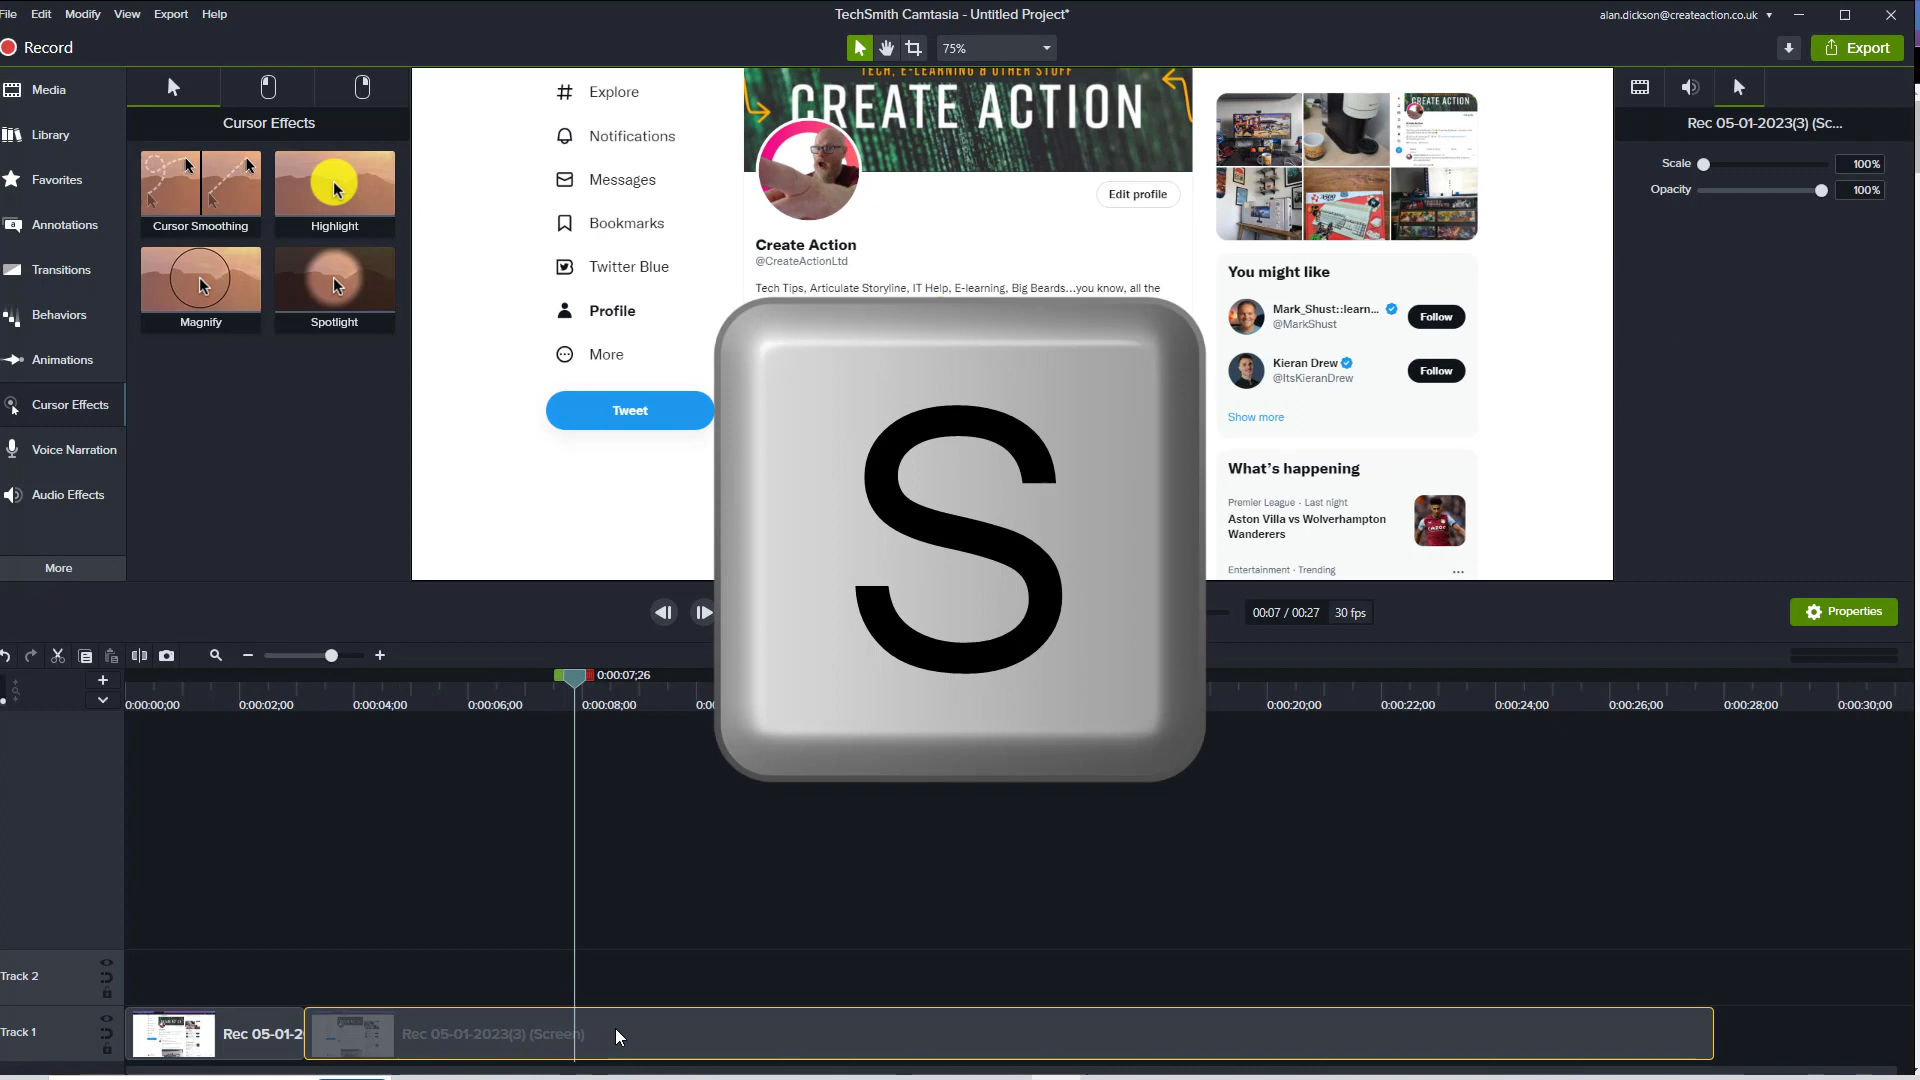 File Edit Modify View Export Help
TechSmith Camtasia - Untitled Project*
alan.dickson@createaction.co.uk
Record
75%
Export
Media
Library
Favorites
Annotations
Transitions
Behaviors
Animations
Cursor Effects
Voice Narration
Audio Effects
More
Cursor Effects
Cursor Smoothing
Highlight
Magnify
Spotlight
Explore
Notifications
Messages
Bookmarks
Twitter Blue
Profile
More
Tweet
TECH, E-LEARNING & OTHER STUFF
CREATE ACTION
Edit profile
Create Action
@CreateActionLtd
Tech Tips, Articulate Storyline, IT Help, E-learning, Big Beards...you know, all the
CREATE ACTION
You might like
Mark_Shust::learn...
@MarkShust
Follow
Kieran Drew
@ItsKieranDrew
Follow
Show more
What's happening
Premier League · Last night
Aston Villa vs Wolverhampton
Wanderers
Entertainment · Trending
Rec 05-01-2023(3) (Sc...
Scale 100%
Opacity 100%
S
00:07 / 00:27 30 fps
Properties
0:00:07;26
0:00:00;00 0:00:02;00 0:00:04;00 0:00:06;00 0:00:08;00 0:00:20;00 0:00:22;00 0:00:24;00 0:00:26;00 0:00:28;00 0:00:30;00
Track 2
Track 1
Rec 05-01-2
Rec 05-01-2023(3) (Screen)